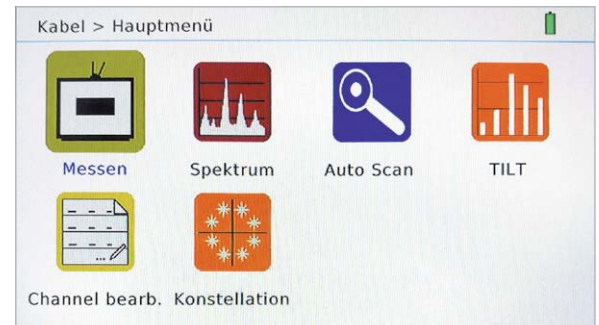 Kabel > Hauptmenü
Messen Spektrum Auto Scan TILT
Channel bearb. Konstellation